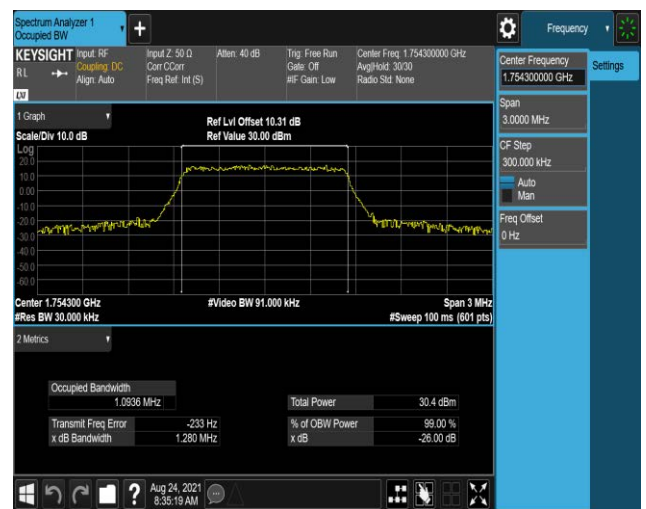 Spectrum Analyzer 1
Occupied BW
+
Frequency
KEYSIGHT
RL
LXI
Input: RF
Coupling: DC
Align: Auto
Input Z: 50 Ω
Corr CCorr
Freq Ref: Int (S)
Atten: 40 dB
Trig: Free Run
Gate: Off
#IF Gain: Low
Center Freq: 1.754300000 GHz
Avg|Hold: 30/30
Radio Std: None
Center Frequency
1.754300000 GHz
Settings
Span
3.0000 MHz
CF Step
300.000 kHz
Auto
Man
Freq Offset
0 Hz
1 Graph
Scale/Div 10.0 dB
Ref Lvl Offset 10.31 dB
Ref Value 30.00 dBm
Log
20.0
10.0
0.00
-10.0
-20.0
-30.0
-40.0
-50.0
-60.0
Center 1.754300 GHz
#Video BW 91.000 kHz
Span 3 MHz
#Res BW 30.000 kHz
#Sweep 100 ms (601 pts)
2 Metrics
Occupied Bandwidth
1.0936 MHz
Total Power 30.4 dBm
Transmit Freq Error -233 Hz
% of OBW Power 99.00 %
x dB Bandwidth 1.280 MHz
x dB -26.00 dB
?
Aug 24, 2021
8:35:19 AM